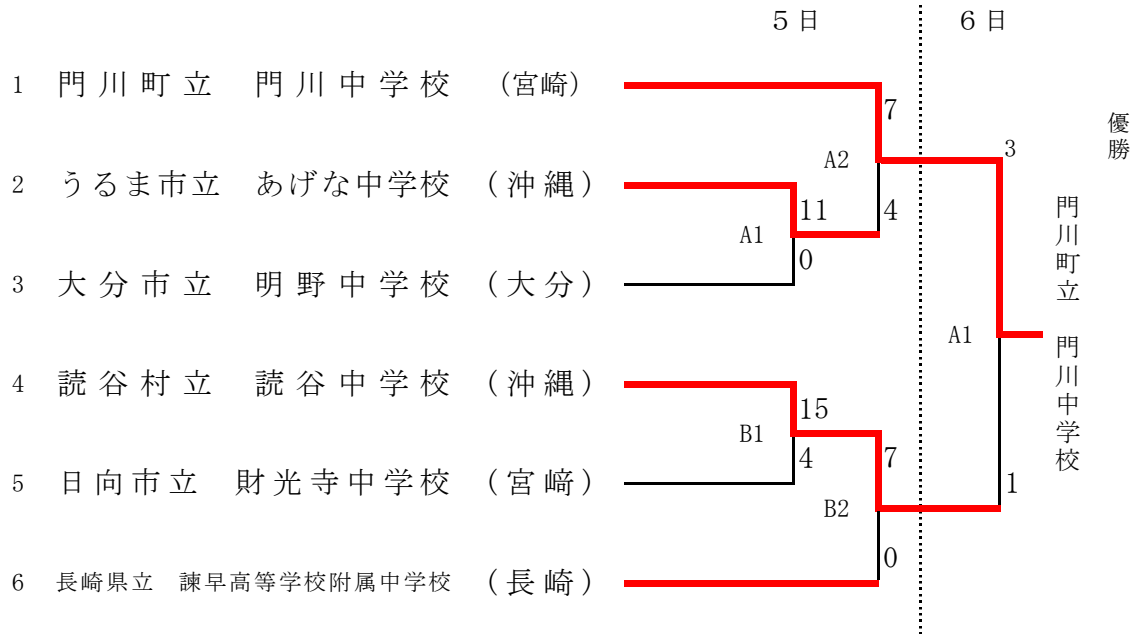 ５日 ６日
1 門川町立 門川中学校 (宮崎)
2 うるま市立 あげな中学校 (沖縄)
3 大分市立 明野中学校 (大分)
4 読谷村立 読谷中学校 (沖縄)
5 日向市立 財光寺中学校 (宮﨑)
6 長崎県立 諫早高等学校附属中学校 (長崎)
7
A2
4
11
A1
0
15
B1
4
7
B2
0
3
A1
1
優勝
門川町立 門川中学校